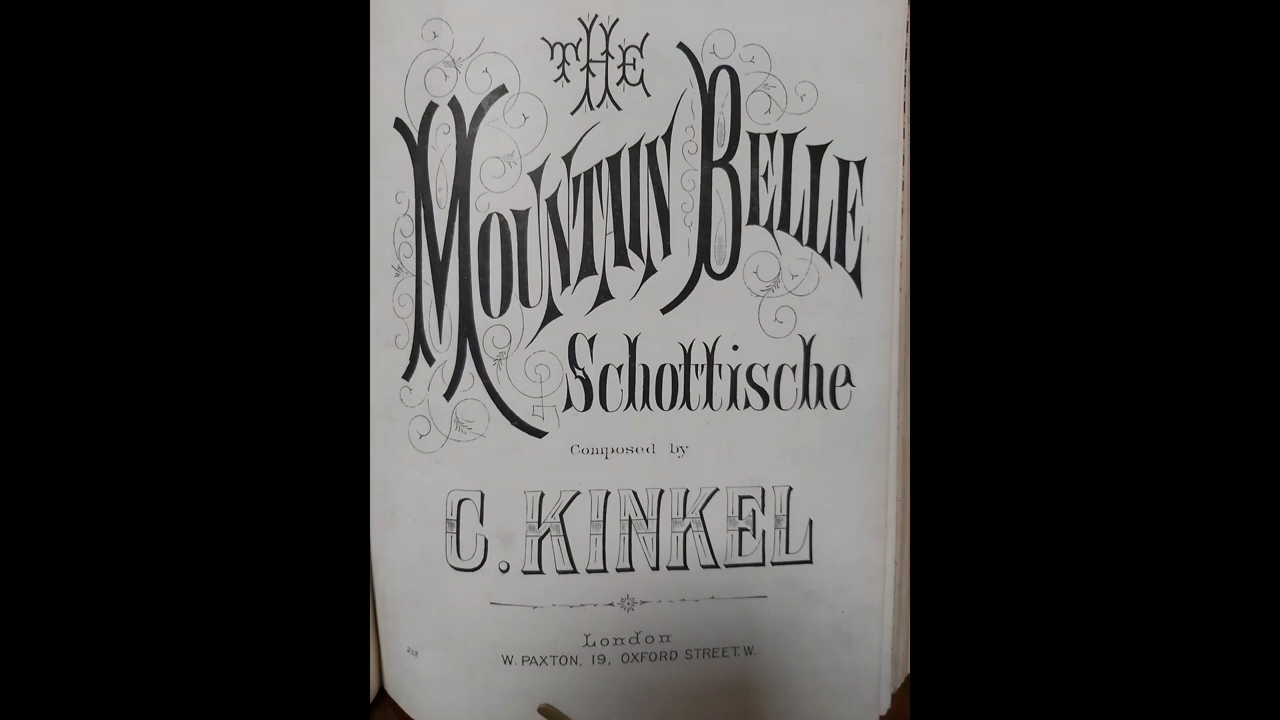 THE
MOUNTAIN BELLE
Schottische
Composed by
C. KINKEL
London
W. PAXTON, 19, OXFORD STREET. W.